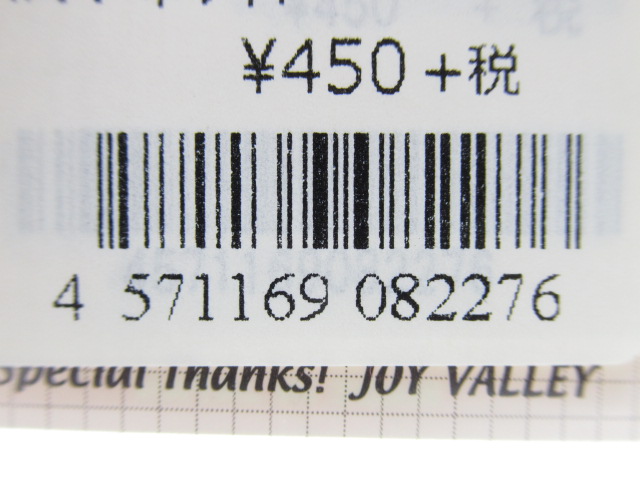 ¥450 +税
4 571169 082276
Special Thanks! JOY VALLEY